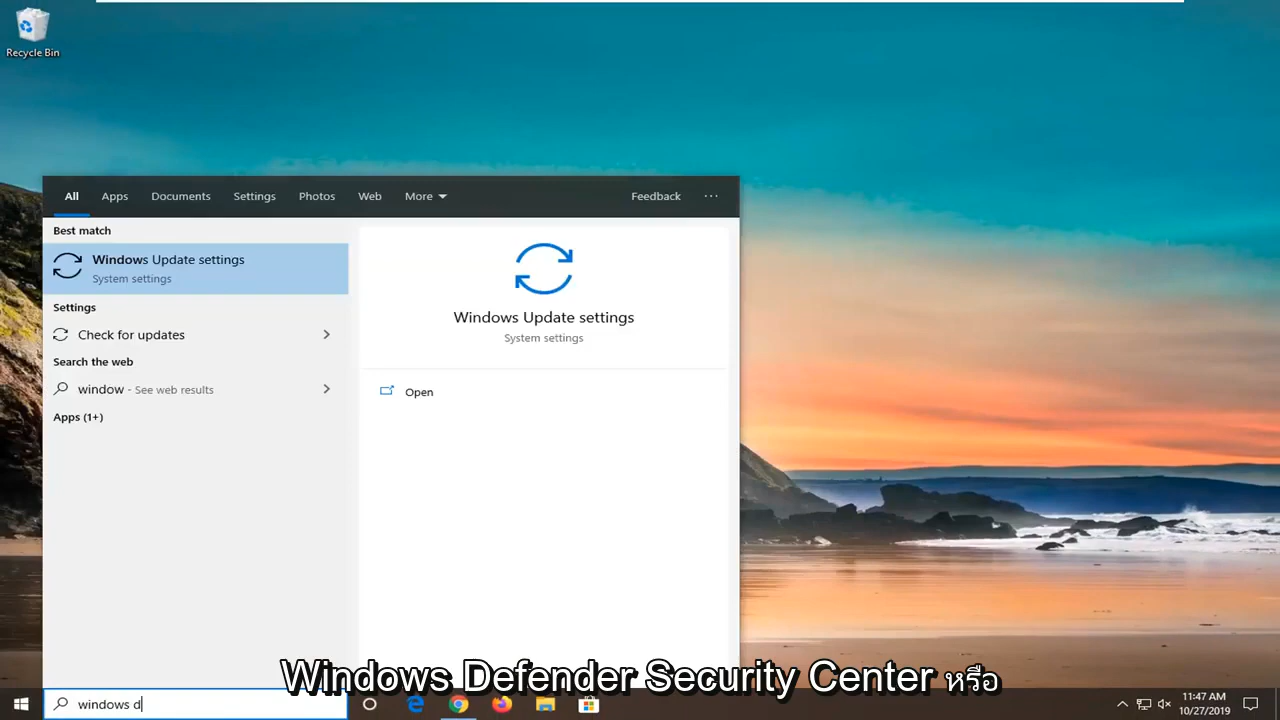 Recycle Bin
All Apps Documents Settings Photos Web More Feedback ...
Best match
Windows Update settings
System settings
Settings
Check for updates
Search the web
window - See web results
Apps (1+)
Windows Update settings
System settings
Open
Windows Defender Security Center หรือ
windows d
11:47 AM
10/27/2019